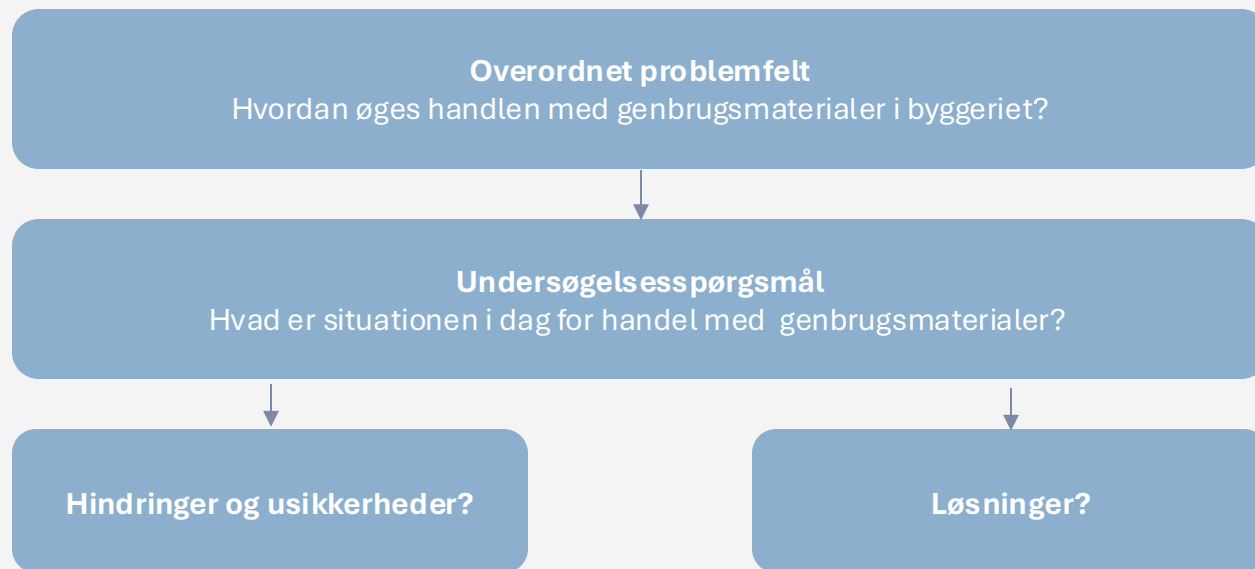 Overordnet problemfelt
Hvordan øges handlen med genbrugsmaterialer i byggeriet?
Undersøgelsesspørgsmål
Hvad er situationen i dag for handel med  genbrugsmaterialer?
Hindringer og usikkerheder?
Løsninger?